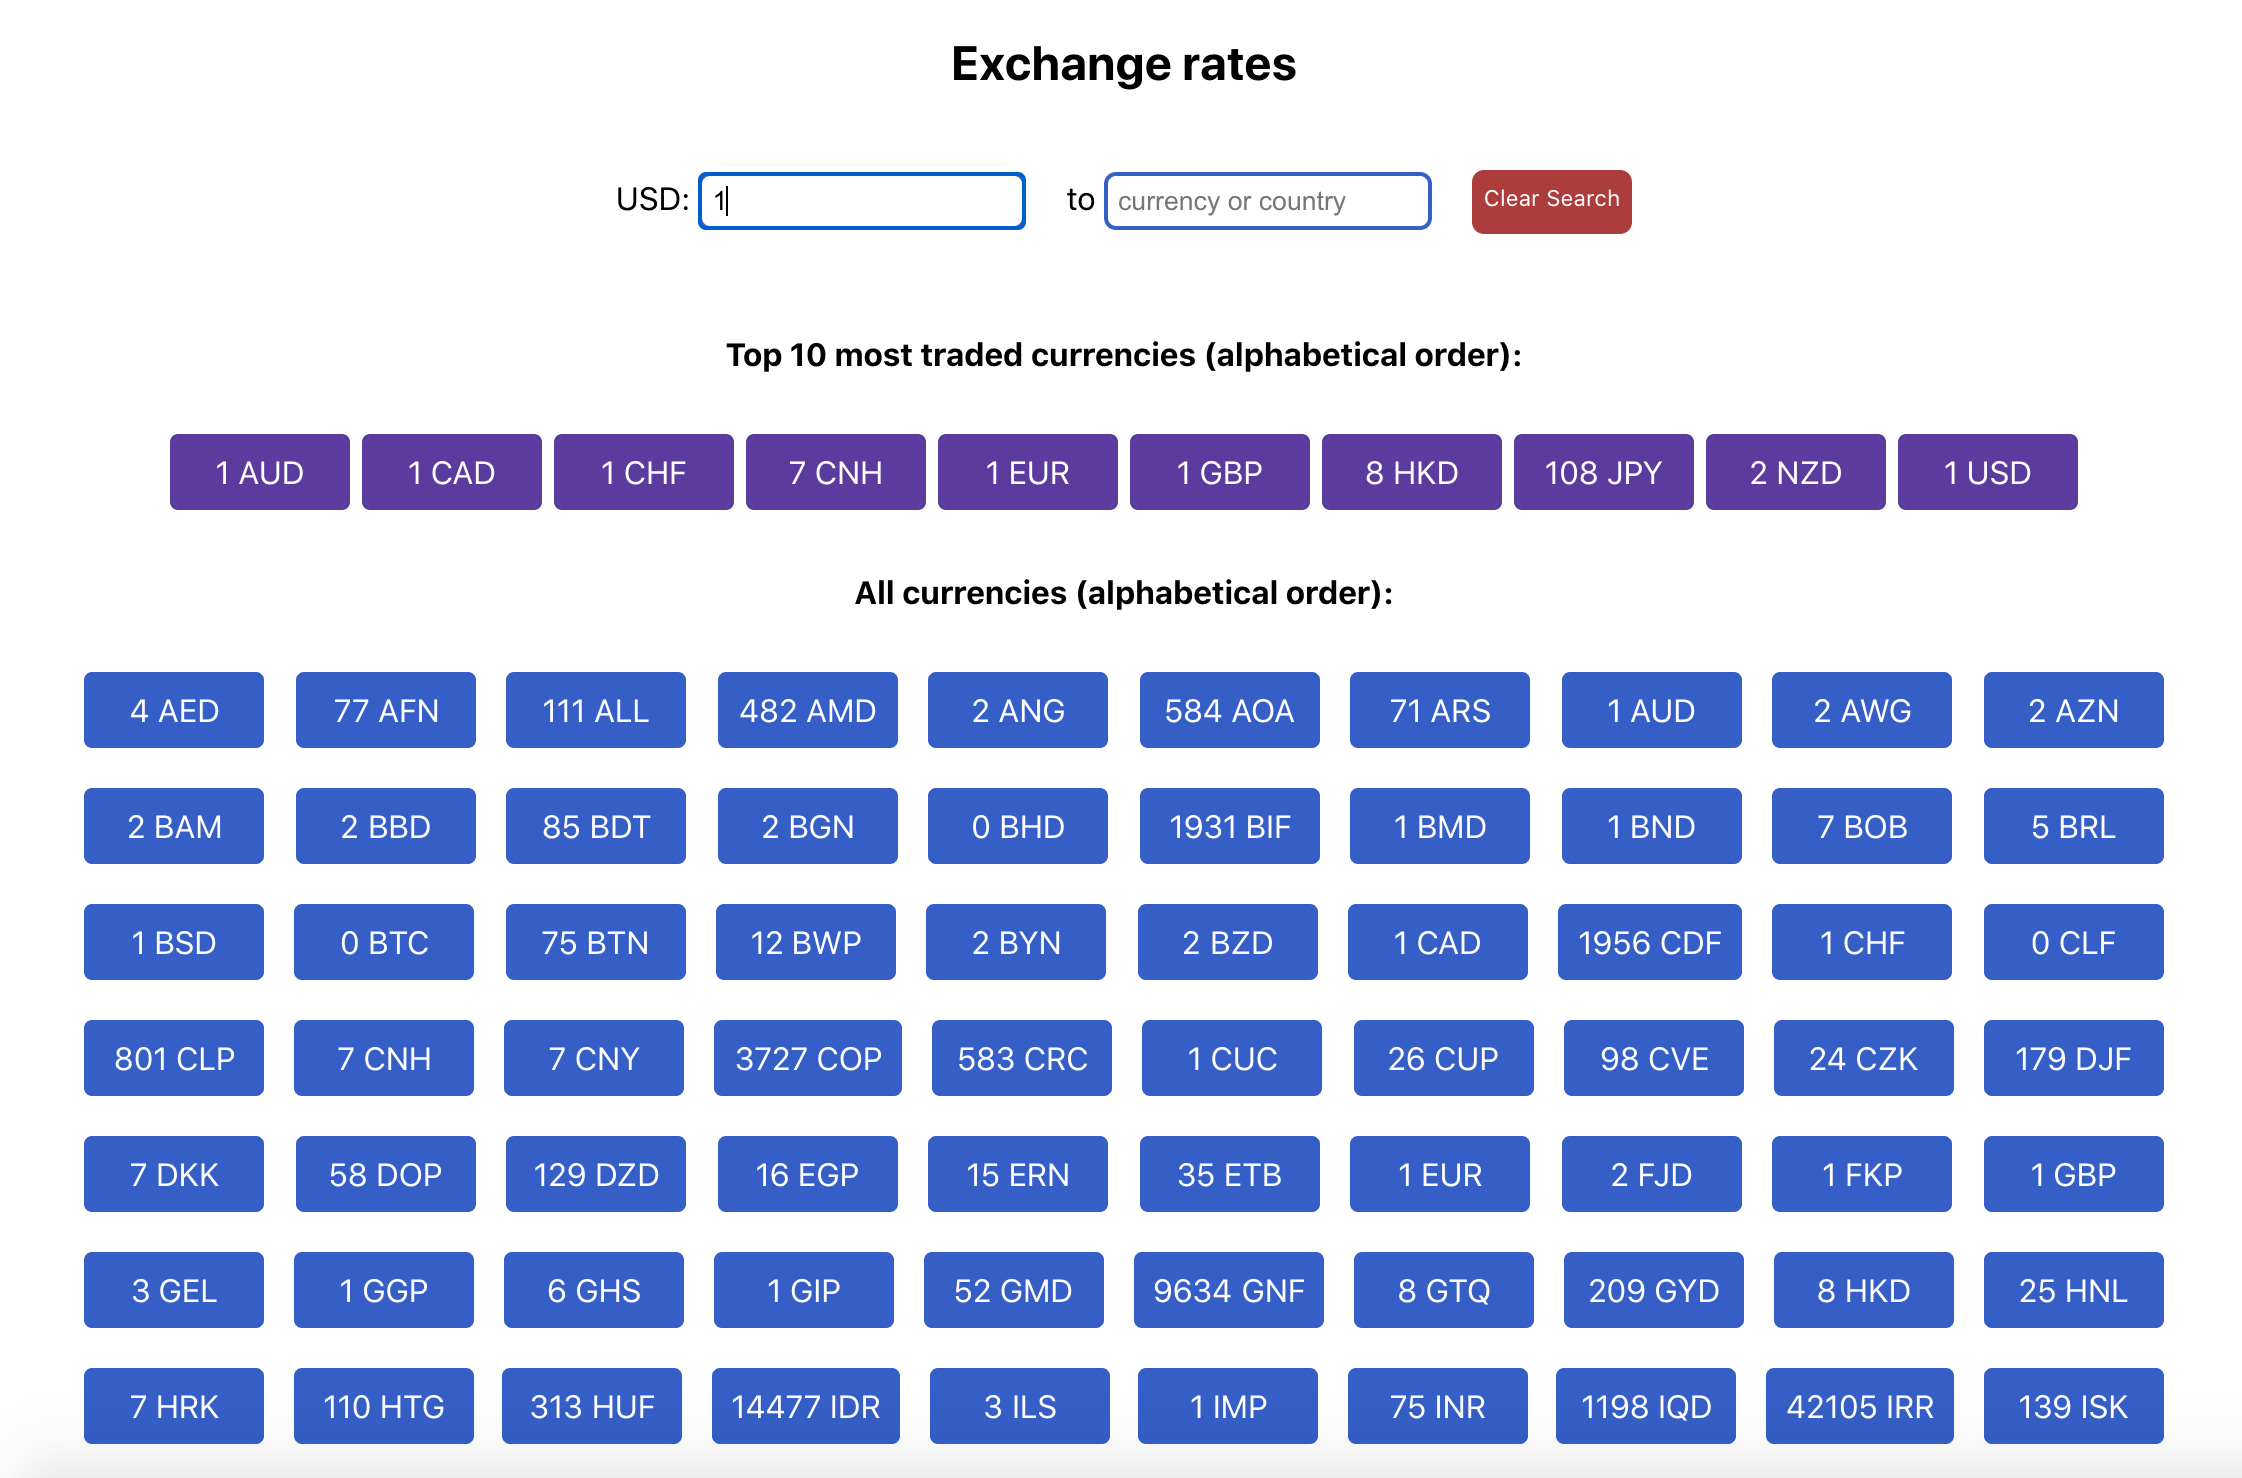 Exchange rates
USD: 1 to currency or country Clear Search
Top 10 most traded currencies (alphabetical order):
1 AUD 1 CAD 1 CHF 7 CNH 1 EUR 1 GBP 8 HKD 108 JPY 2 NZD 1 USD
All currencies (alphabetical order):
4 AED 77 AFN 111 ALL 482 AMD 2 ANG 584 AOA 71 ARS 1 AUD 2 AWG 2 AZN
2 BAM 2 BBD 85 BDT 2 BGN 0 BHD 1931 BIF 1 BMD 1 BND 7 BOB 5 BRL
1 BSD 0 BTC 75 BTN 12 BWP 2 BYN 2 BZD 1 CAD 1956 CDF 1 CHF 0 CLF
801 CLP 7 CNH 7 CNY 3727 COP 583 CRC 1 CUC 26 CUP 98 CVE 24 CZK 179 DJF
7 DKK 58 DOP 129 DZD 16 EGP 15 ERN 35 ETB 1 EUR 2 FJD 1 FKP 1 GBP
3 GEL 1 GGP 6 GHS 1 GIP 52 GMD 9634 GNF 8 GTQ 209 GYD 8 HKD 25 HNL
7 HRK 110 HTG 313 HUF 14477 IDR 3 ILS 1 IMP 75 INR 1198 IQD 42105 IRR 139 ISK